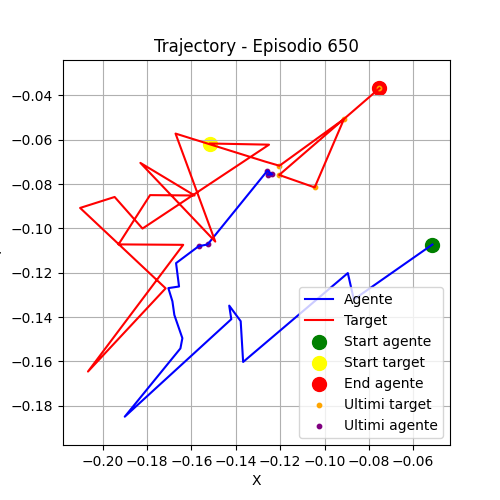 Trajectory - Episodio 650
−0.04
−0.06
−0.08
−0.10
−0.12
−0.14
−0.16
−0.18
Agente
Target
Start agente
Start target
End agente
Ultimi target
Ultimi agente
−0.20 −0.18 −0.16 −0.14 −0.12 −0.10 −0.08 −0.06
X